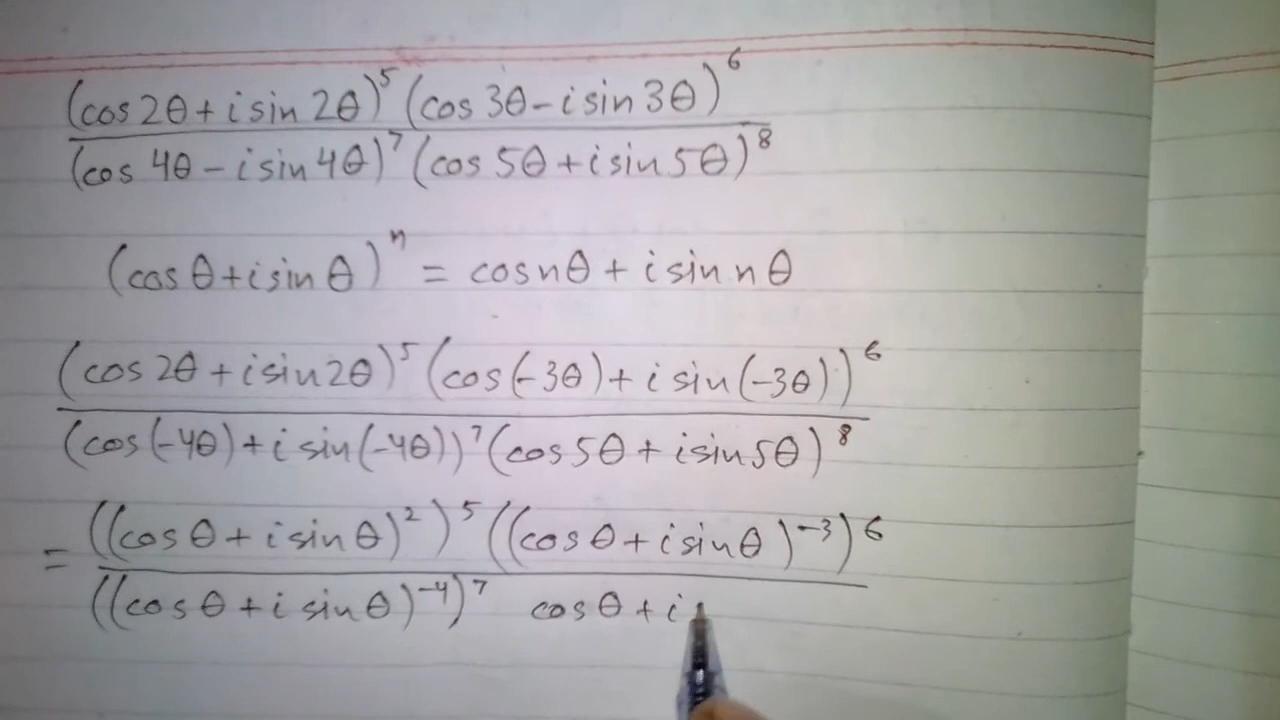 (cos 2θ + i sin 2θ)⁵ (cos 3θ − i sin 3θ)⁶
(cos 4θ − i sin 4θ)⁷ (cos 5θ + i sin 5θ)⁸
(cos θ + i sin θ)ⁿ = cos nθ + i sin nθ
(cos 2θ + i sin 2θ)⁵ (cos(−3θ) + i sin(−3θ))⁶
(cos(−4θ) + i sin(−4θ))⁷ (cos 5θ + i sin 5θ)⁸
= ((cos θ + i sin θ)²)⁵ ((cos θ + i sin θ)⁻³)⁶
((cos θ + i sin θ)⁻⁴)⁷ cos θ + i